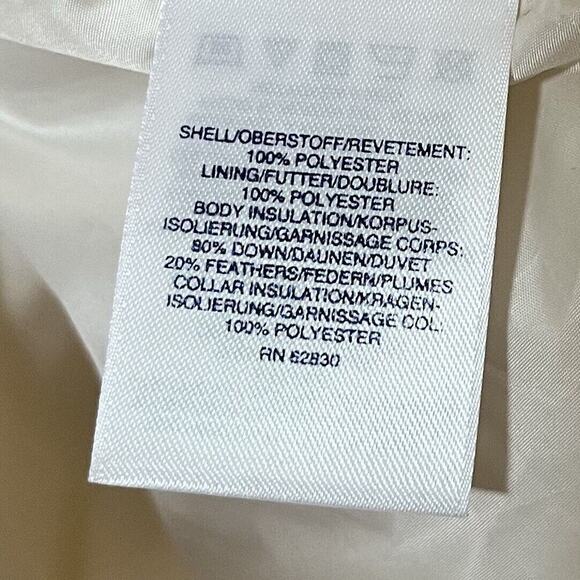 SHELL/OBERSTOFF/REVETEMENT:
100% POLYESTER
LINING/FUTTER/DOUBLURE:
100% POLYESTER
BODY INSULATION/KORPUS-
ISOLIERUNG/GARNISSAGE CORPS:
80% DOWN/DAUNEN/DUVET
20% FEATHERS/FEDERN/PLUMES
COLLAR INSULATION/KRAGEN-
ISOLIERUNG/GARNISSAGE COL:
100% POLYESTER
RN 62830